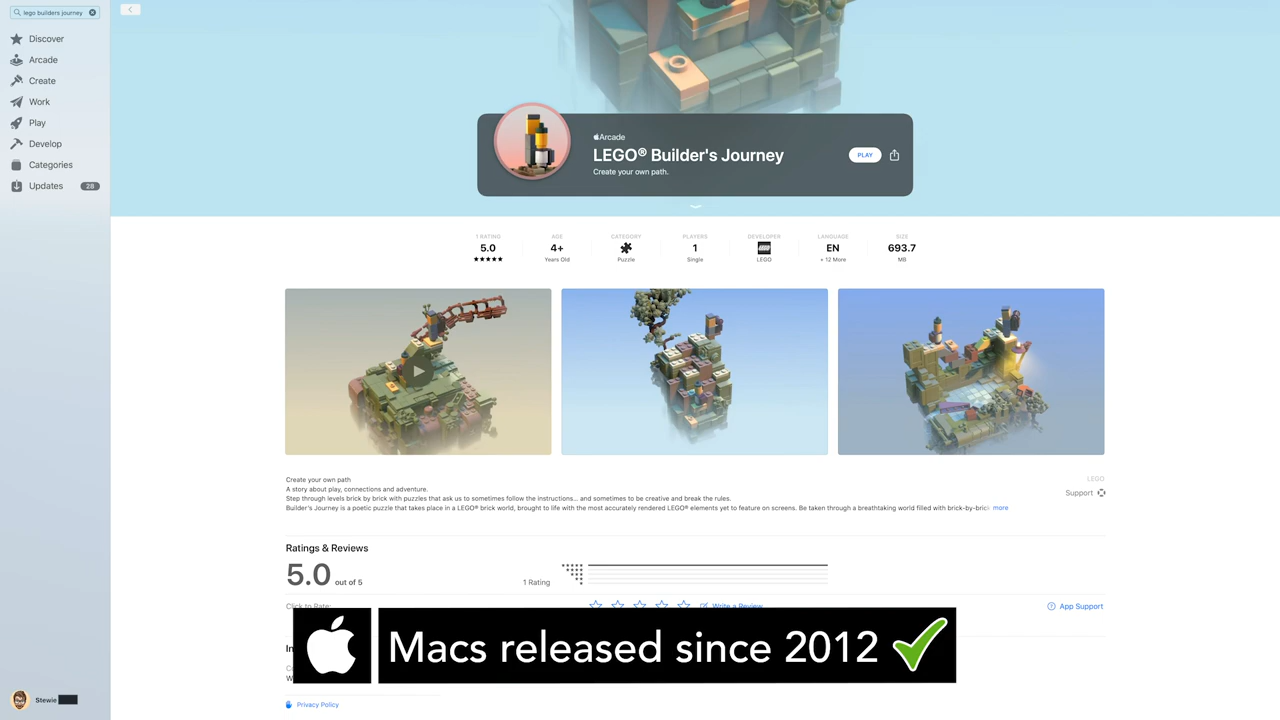 lego builders journey
Discover
Arcade
Create
Work
Play
Develop
Categories
Updates 28
Arcade
LEGO® Builder's Journey
Create your own path.
PLAY
1 RATING
5.0
AGE
4+
Years Old
CATEGORY
Puzzle
PLAYERS
1
Single
DEVELOPER
LEGO
LANGUAGE
EN
+ 12 More
SIZE
693.7
MB
Create your own path
A story about play, connections and adventure.
Step through levels brick by brick with puzzles that ask us to sometimes follow the instructions... and sometimes to be creative and break the rules.
Builder's Journey is a poetic puzzle that takes place in a LEGO brick world, brought to life with the most accurately rendered LEGO® elements yet to feature on screens. Be taken through a breathtaking world filled with brick-by-brick more
LEGO
Support
Ratings & Reviews
5.0 out of 5
1 Rating
Click to Rate:
Write a Review
App Support
Macs released since 2012
Stewie
Privacy Policy